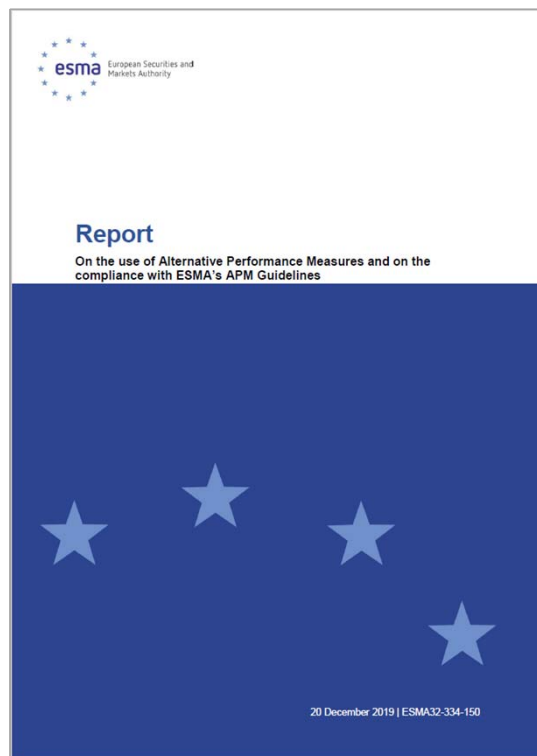 esma
European Securities and
Markets Authority
Report
On the use of Alternative Performance Measures and on the
compliance with ESMA's APM Guidelines
20 December 2019 | ESMA32-334-150